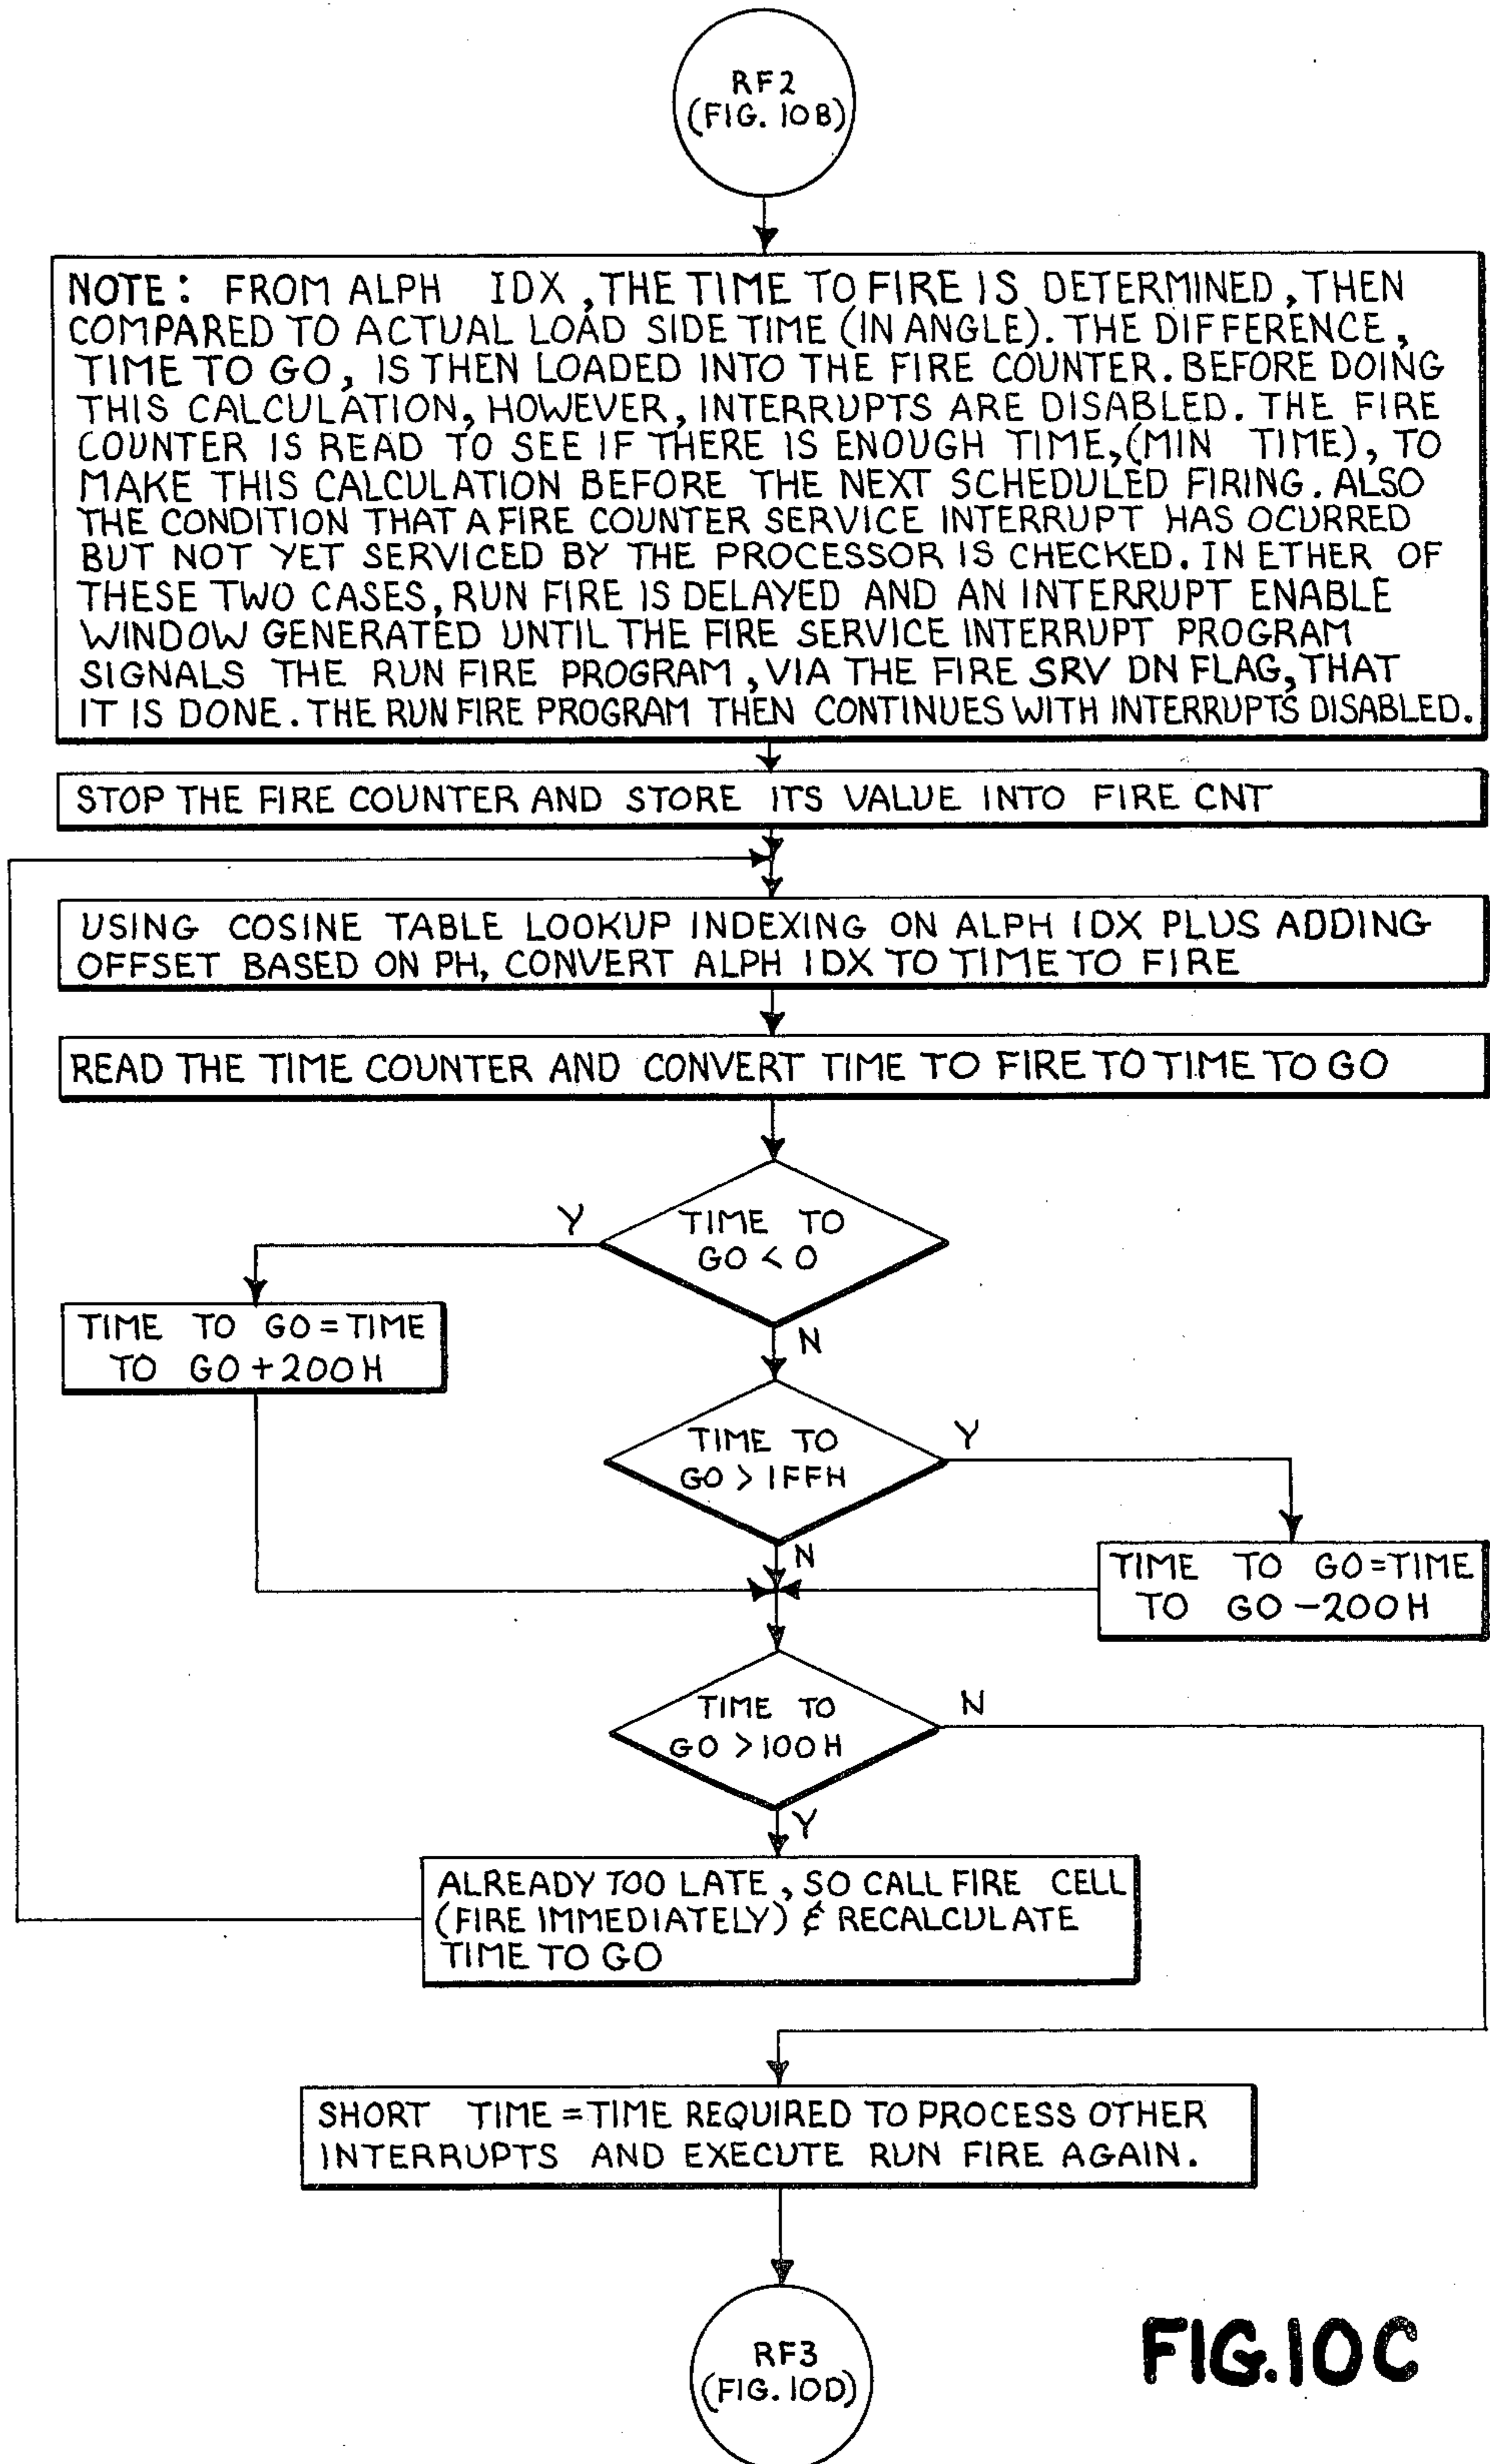 RF2
(FIG. 10B)
NOTE: FROM ALPH IDX, THE TIME TO FIRE IS DETERMINED, THEN
COMPARED TO ACTUAL LOAD SIDE TIME (IN ANGLE). THE DIFFERENCE,
TIME TO GO, IS THEN LOADED INTO THE FIRE COUNTER. BEFORE DOING
THIS CALCULATION, HOWEVER, INTERRUPTS ARE DISABLED. THE FIRE
COUNTER IS READ TO SEE IF THERE IS ENOUGH TIME, (MIN TIME), TO
MAKE THIS CALCULATION BEFORE THE NEXT SCHEDULED FIRING. ALSO
THE CONDITION THAT A FIRE COUNTER SERVICE INTERRUPT HAS OCURRED
BUT NOT YET SERVICED BY THE PROCESSOR IS CHECKED. IN ETHER OF
THESE TWO CASES, RUN FIRE IS DELAYED AND AN INTERRUPT ENABLE
WINDOW GENERATED UNTIL THE FIRE SERVICE INTERRUPT PROGRAM
SIGNALS THE RUN FIRE PROGRAM, VIA THE FIRE SRV DN FLAG, THAT
IT IS DONE. THE RUN FIRE PROGRAM THEN CONTINUES WITH INTERRUPTS DISABLED.
STOP THE FIRE COUNTER AND STORE ITS VALUE INTO FIRE CNT
USING COSINE TABLE LOOKUP INDEXING ON ALPH IDX PLUS ADDING
OFFSET BASED ON PH, CONVERT ALPH IDX TO TIME TO FIRE
READ THE TIME COUNTER AND CONVERT TIME TO FIRE TO TIME TO GO
Y
TIME TO
GO < 0
TIME TO GO = TIME
TO GO + 200H
N
TIME TO
GO > 1FFH
Y
N
TIME TO GO = TIME
TO GO - 200H
TIME TO
GO > 100H
N
Y
ALREADY TOO LATE, SO CALL FIRE CELL
(FIRE IMMEDIATELY) & RECALCULATE
TIME TO GO
SHORT TIME = TIME REQUIRED TO PROCESS OTHER
INTERRUPTS AND EXECUTE RUN FIRE AGAIN.
RF3
(FIG. 10D)
FIG. 10C